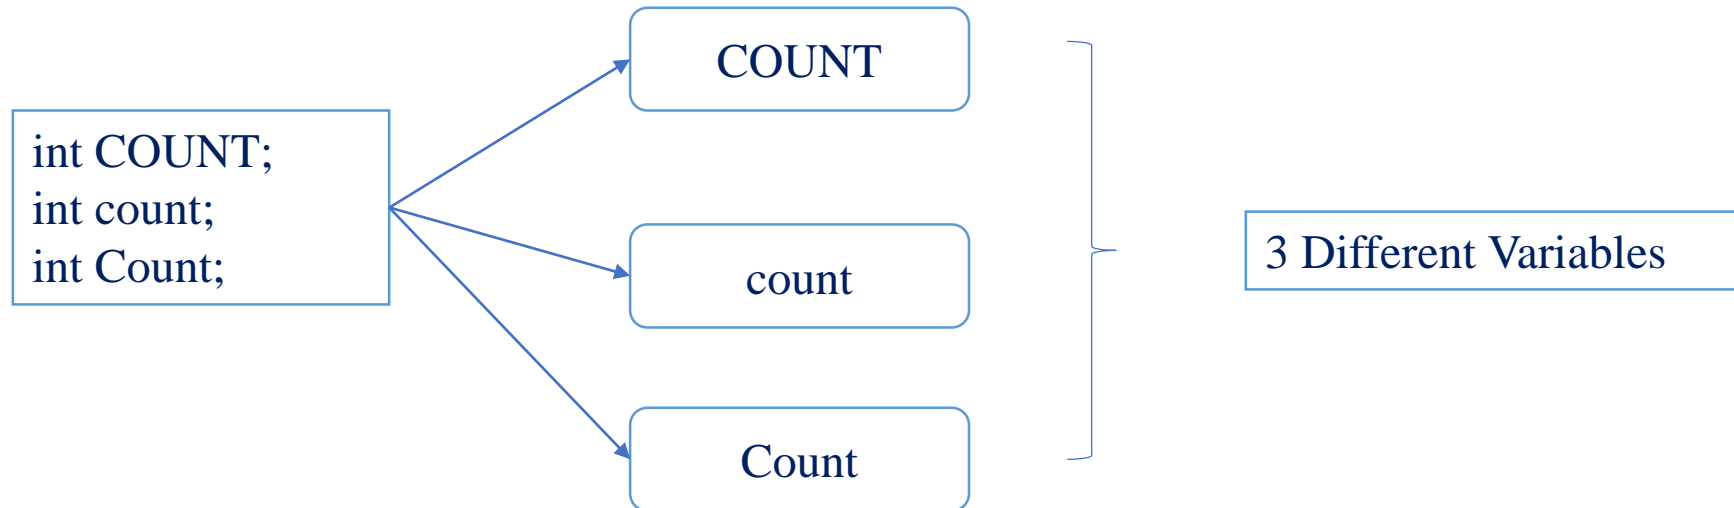 int COUNT;
int count;
int Count;
COUNT
count
Count
3 Different Variables